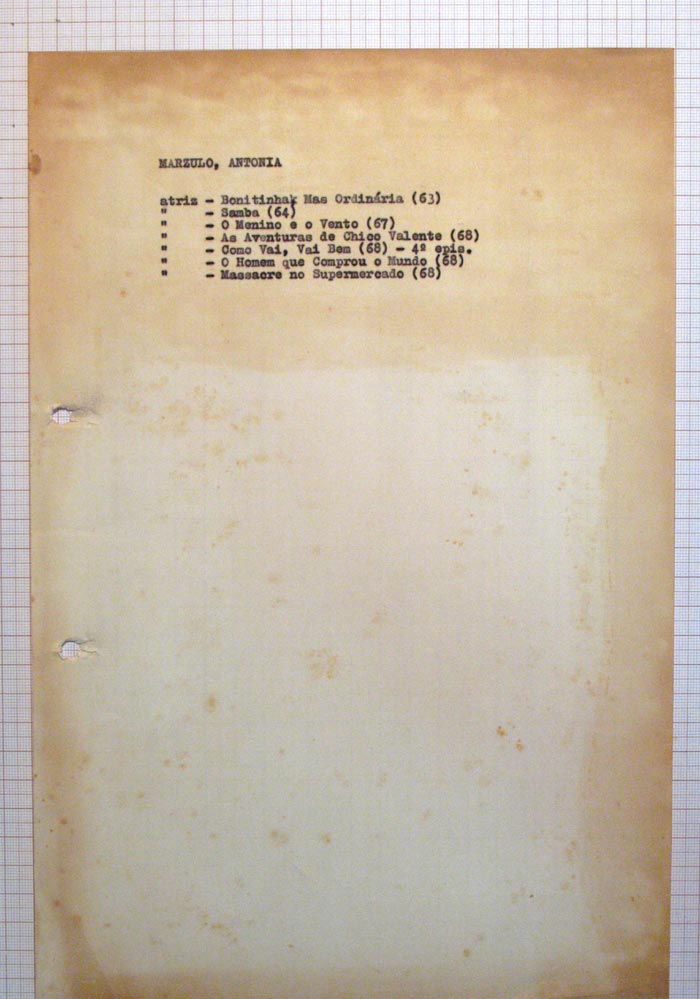 MARZULO, ANTONIA
atriz - Bonitinha, Mas Ordinária (63)
" - Samba (64)
" - O Menino e o Vento (67)
" - As Aventuras de Chico Valente (68)
" - Como Vai, Vai Bem (68) - 4º epis.
" - O Homem que Comprou o Mundo (68)
" - Massacre no Supermercado (68)